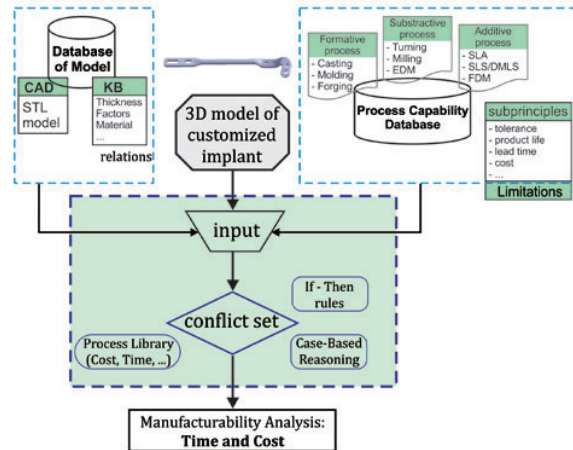 Database
of Model
CAD
STL
model
KB
Thickness
Factors
Material
...
relations
3D model of
customized
implant
Formative
process
- Casting
- Molding
- Forging
Substractive
process
- Turning
- Milling
- EDM
Additive
process
- SLA
- SLS/DMLS
- FDM
Process Capability
Database
subprinciples
- tolerance
- product life
- lead time
- cost
- ...
Limitations
input
If - Then
rules
conflict set
Process Library
(Cost, Time, ...)
Case-Based
Reasoning
Manufacturability Analysis:
Time and Cost